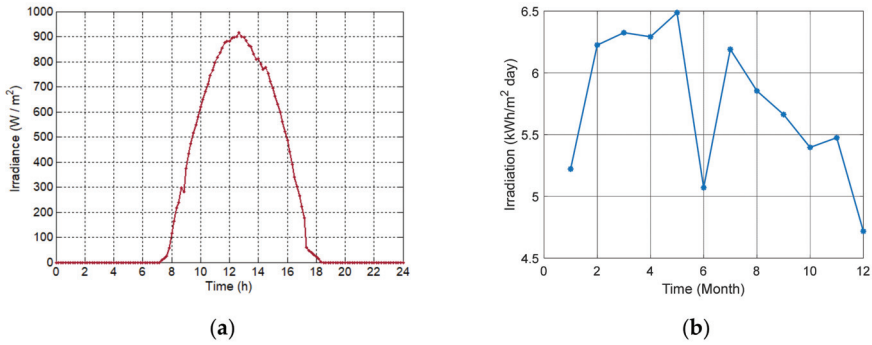 1000
900
800
700
600
500
400
300
200
100
0
Irradiance (W / m²)
0 2 4 6 8 10 12 14 16 18 20 22 24
Time (h)
(a)
6.5
6
5.5
5
4.5
Irradiation (kWh/m² day)
0 2 4 6 8 10 12
Time (Month)
(b)